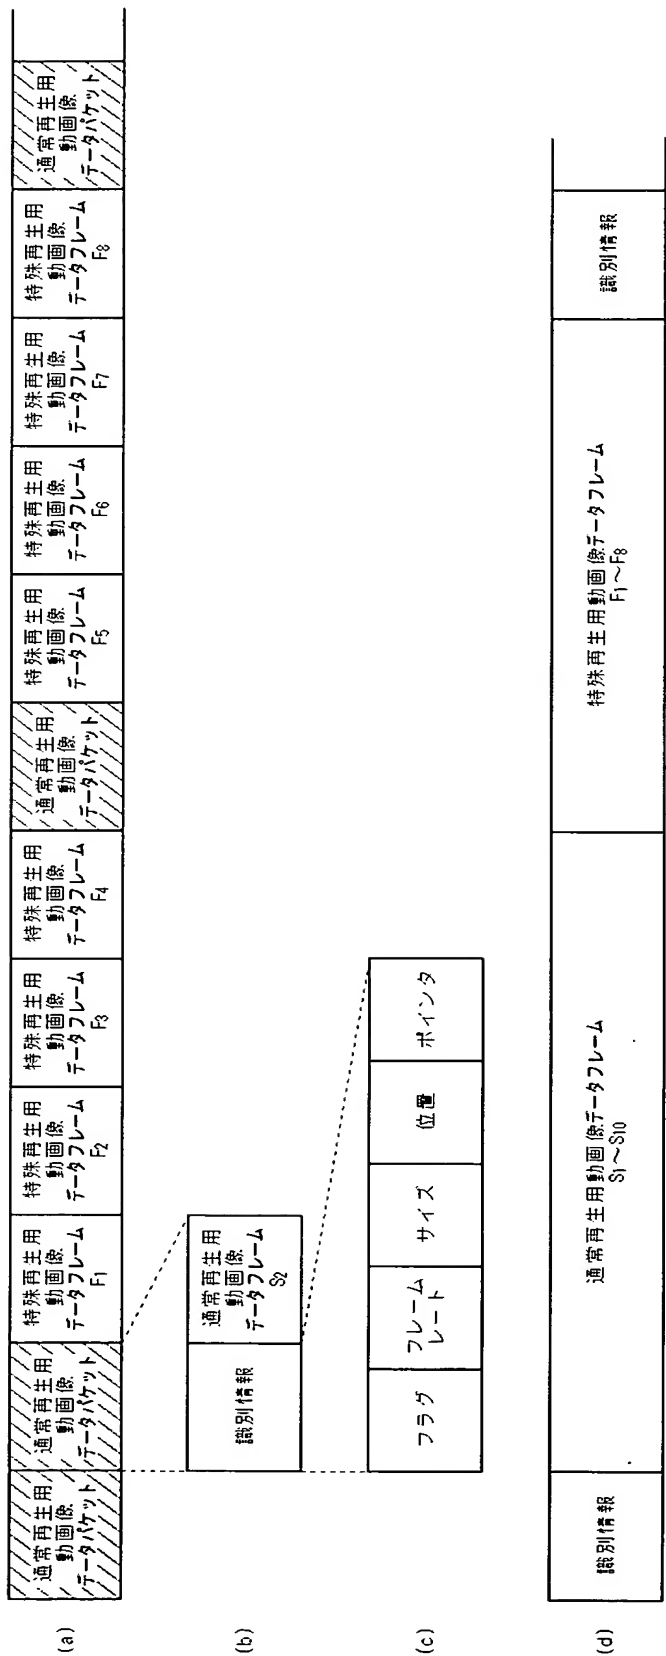 (a)
通常再生用
動画像
データパケット
通常再生用
動画像
データパケット
特殊再生用
動画像
データフレーム
F1
特殊再生用
動画像
データフレーム
F2
特殊再生用
動画像
データフレーム
F3
特殊再生用
動画像
データフレーム
F4
通常再生用
動画像
データパケット
特殊再生用
動画像
データフレーム
F5
特殊再生用
動画像
データフレーム
F6
特殊再生用
動画像
データフレーム
F7
特殊再生用
動画像
データフレーム
F8
通常再生用
動画像
データパケット
(b)
識別情報
通常再生用
動画像
データフレーム
S2
(c)
フラグ
フレーム
レート
サイズ
位置
ポインタ
(d)
識別情報
通常再生用動画像データフレーム
S1～S10
特殊再生用動画像データフレーム
F1～F8
識別情報